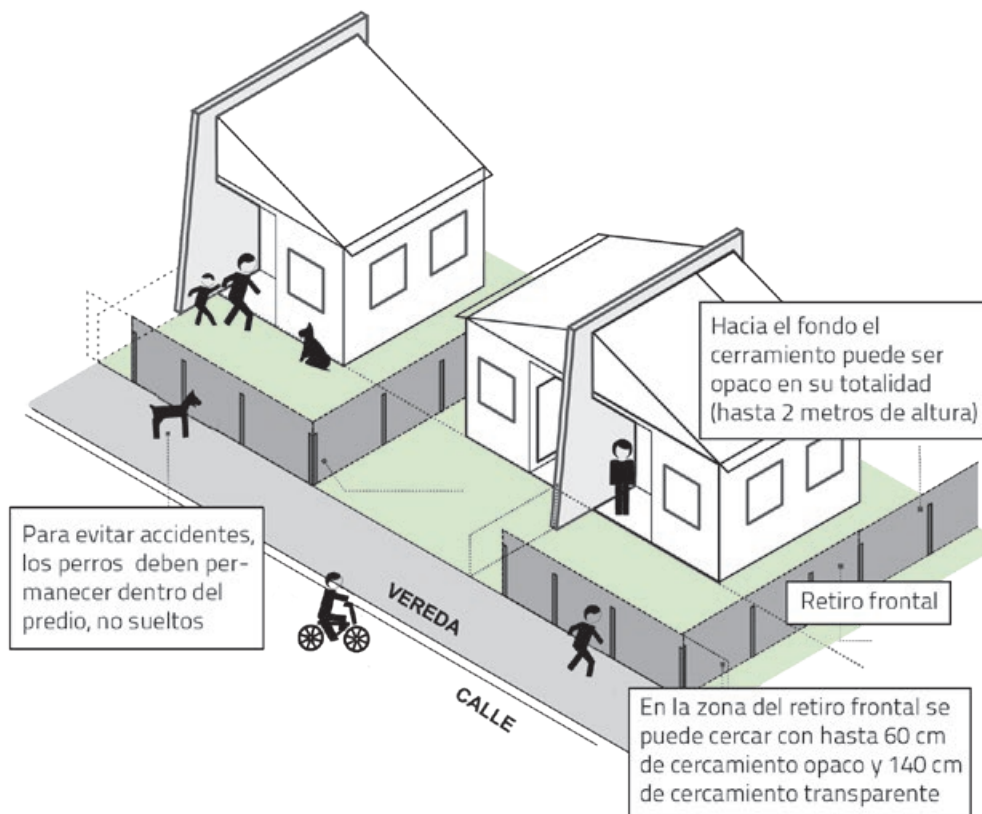 Hacia el fondo el
cerramiento puede ser
opaco en su totalidad
(hasta 2 metros de altura)
Para evitar accidentes,
los perros deben per-
manecer dentro del
predio, no sueltos
VEREDA
CALLE
Retiro frontal
En la zona del retiro frontal se
puede cercar con hasta 60 cm
de cercamiento opaco y 140 cm
de cercamiento transparente